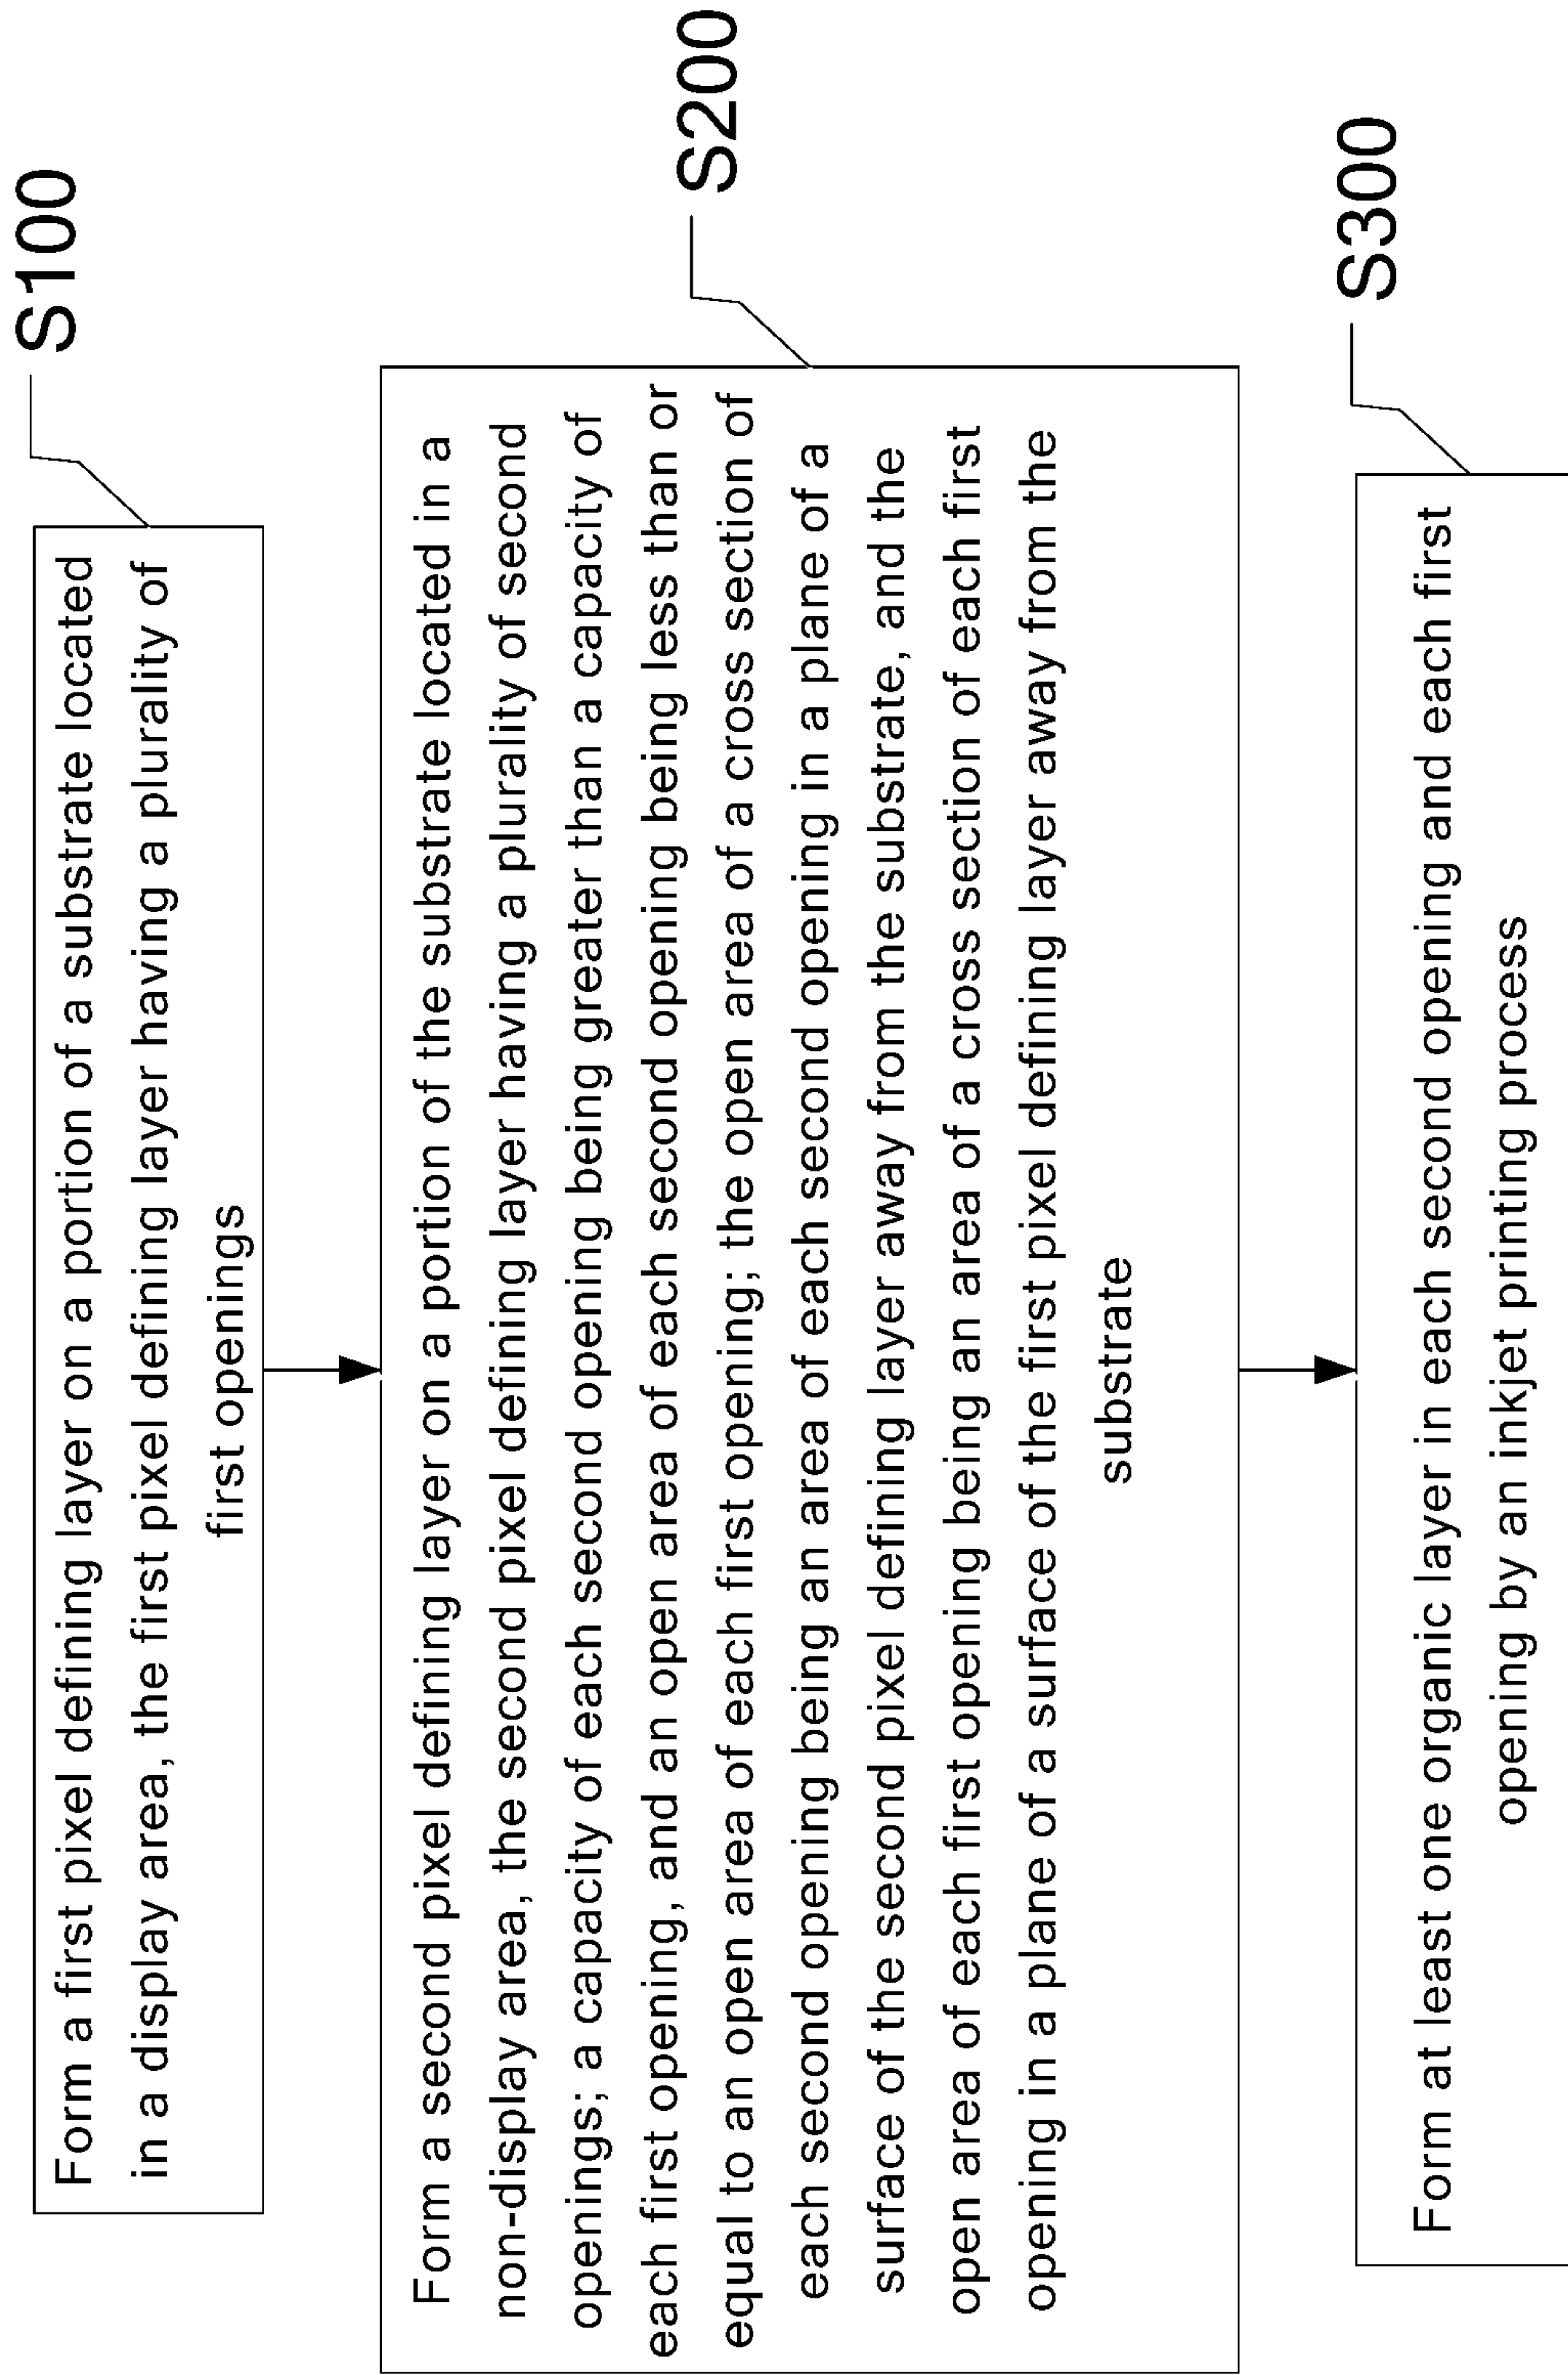 Form a first pixel defining layer on a portion of a substrate located
in a display area, the first pixel defining layer having a plurality of
first openings
S100
Form a second pixel defining layer on a portion of the substrate located in a
non-display area, the second pixel defining layer having a plurality of second
openings; a capacity of each second opening being greater than a capacity of
each first opening, and an open area of each second opening being less than or
equal to an open area of each first opening; the open area of a cross section of
each second opening being an area of each second opening in a plane of a
surface of the second pixel defining layer away from the substrate, and the
open area of each first opening being an area of a cross section of each first
opening in a plane of a surface of the first pixel defining layer away from the
substrate
S200
Form at least one organic layer in each second opening and each first
opening by an inkjet printing process
S300